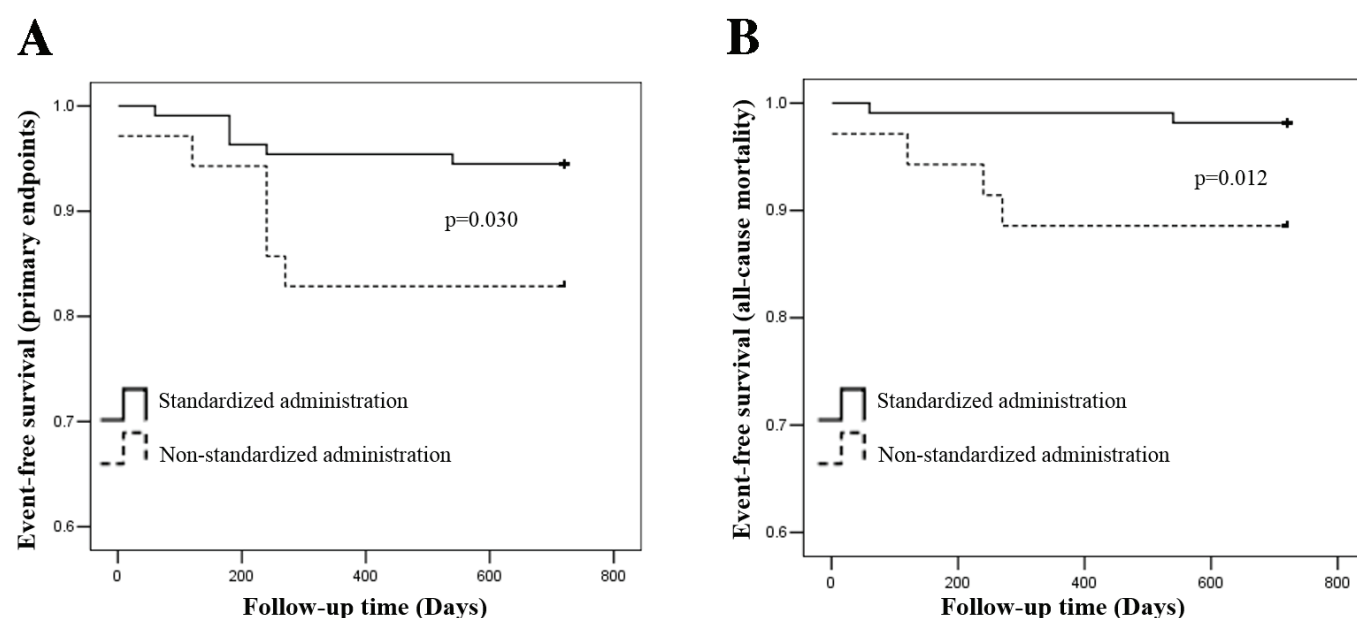 A
Event-free survival (primary endpoints)
1.0
0.9
0.8
0.7
0.6
p=0.030
Standardized administration
Non-standardized administration
0
200
400
600
800
Follow-up time (Days)
B
Event-free survival (all-cause mortality)
1.0
0.9
0.8
0.7
0.6
p=0.012
Standardized administration
Non-standardized administration
0
200
400
600
800
Follow-up time (Days)